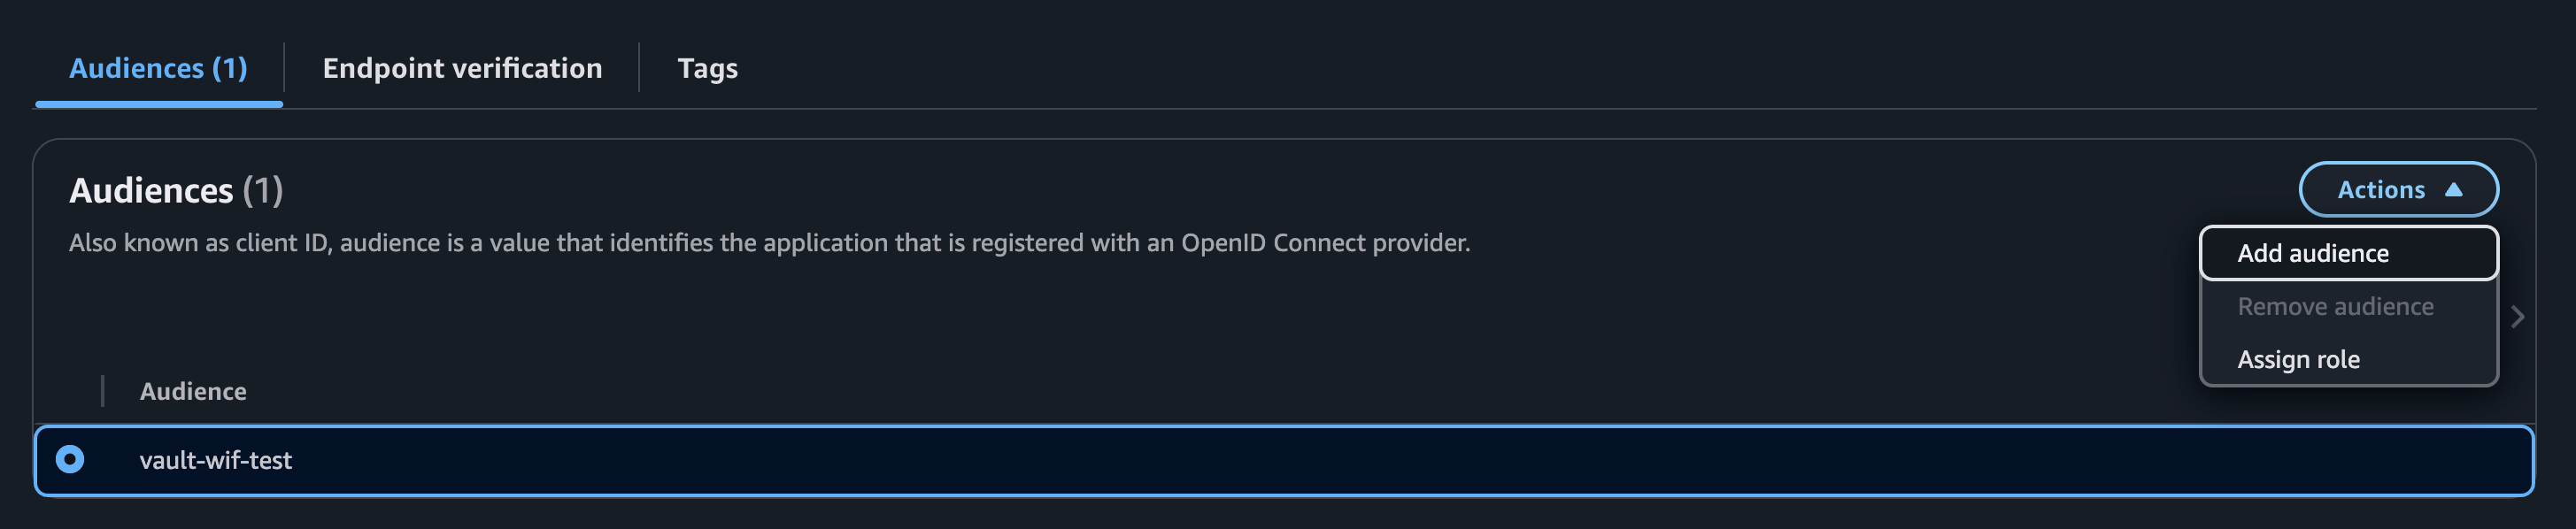 Audiences (1)
Endpoint verification
Tags
Audiences (1)
Actions
Also known as client ID, audience is a value that identifies the application that is registered with an OpenID Connect provider.
Add audience
Remove audience
Assign role
Audience
vault-wif-test